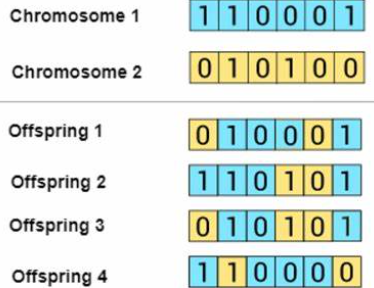 Chromosome 1 1 1 0 0 0 1
Chromosome 2 0 1 0 1 0 0
Offspring 1 0 1 0 0 0 1
Offspring 2 1 1 0 1 0 1
Offspring 3 0 1 0 1 0 1
Offspring 4 1 1 0 0 0 0